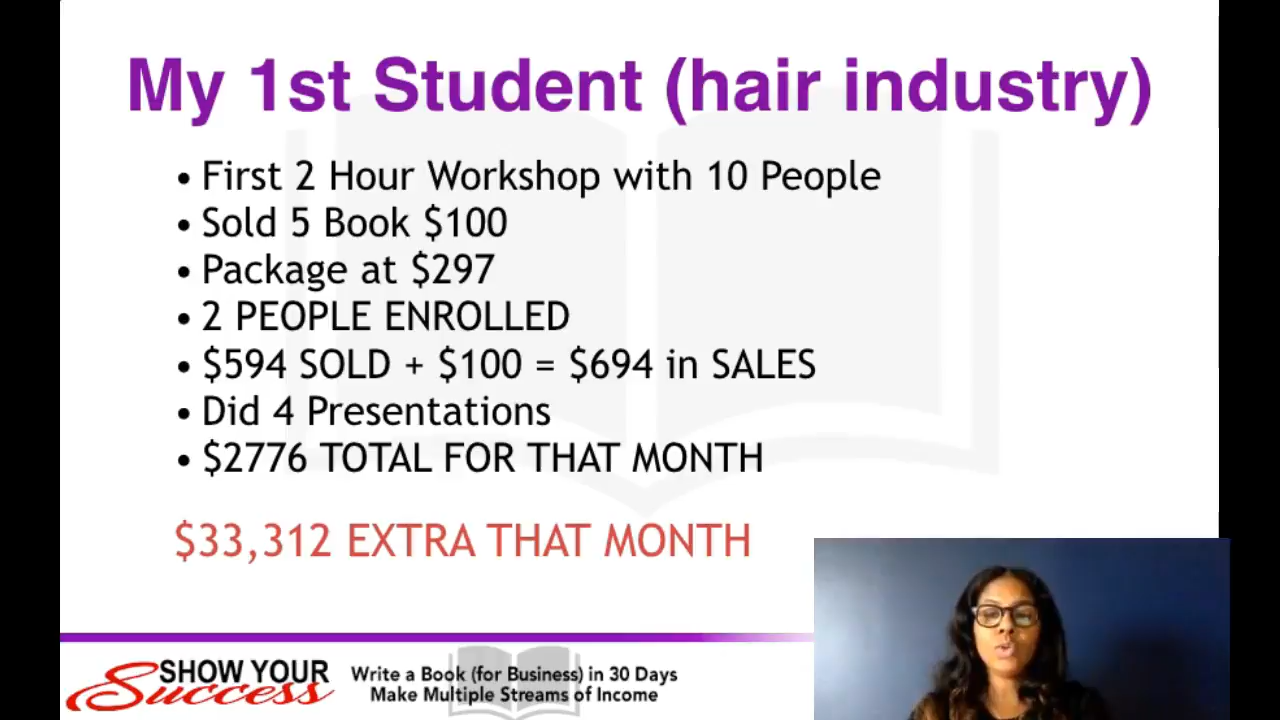 My 1st Student (hair industry)
• First 2 Hour Workshop with 10 People
• Sold 5 Book $100
• Package at $297
• 2 PEOPLE ENROLLED
• $594 SOLD + $100 = $694 in SALES
• Did 4 Presentations
• $2776 TOTAL FOR THAT MONTH
$33,312 EXTRA THAT MONTH
SHOW YOUR
Success
Write a Book (for Business) in 30 Days
Make Multiple Streams of Income